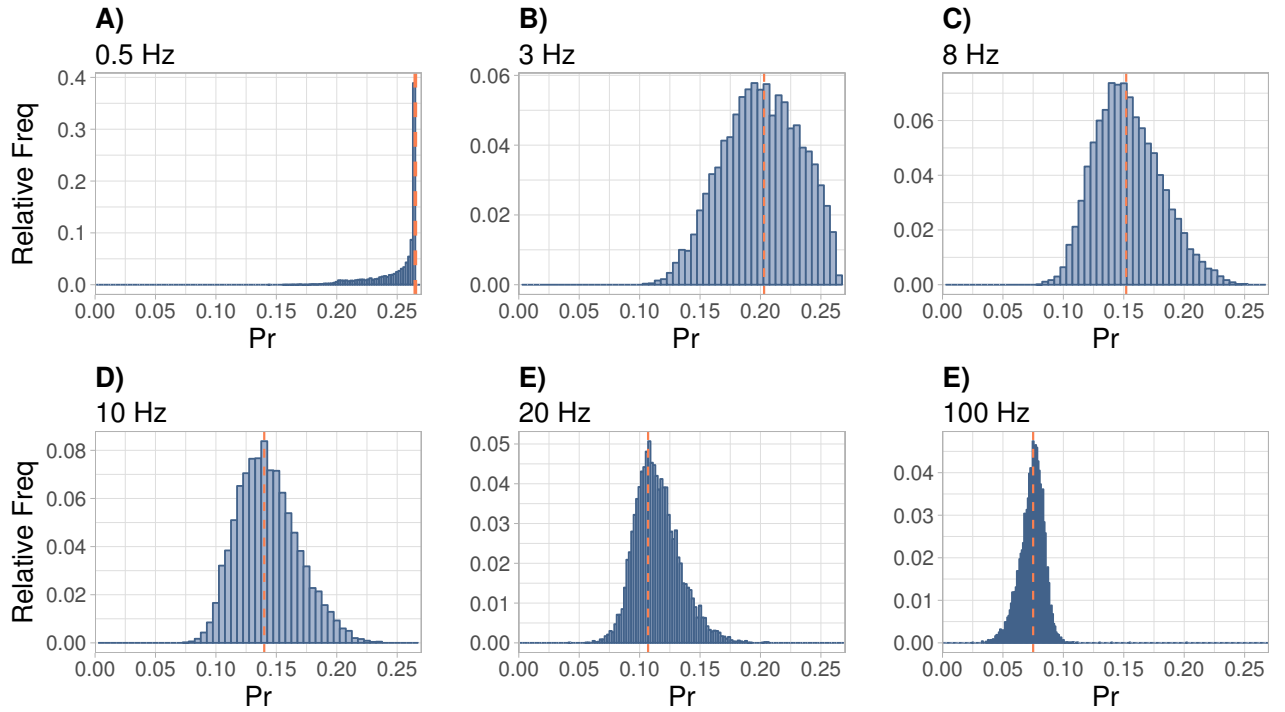 A)
0.5 Hz
0.4
0.3
0.2
0.1
0.0
Relative Freq
0.00 0.05 0.10 0.15 0.20 0.25
Pr
B)
3 Hz
0.06
0.04
0.02
0.00
0.00 0.05 0.10 0.15 0.20 0.25
Pr
C)
8 Hz
0.06
0.04
0.02
0.00
0.00 0.05 0.10 0.15 0.20 0.25
Pr
D)
10 Hz
0.08
0.06
0.04
0.02
0.00
Relative Freq
0.00 0.05 0.10 0.15 0.20 0.25
Pr
E)
20 Hz
0.05
0.04
0.03
0.02
0.01
0.00
0.00 0.05 0.10 0.15 0.20 0.25
Pr
E)
100 Hz
0.04
0.03
0.02
0.01
0.00
0.00 0.05 0.10 0.15 0.20 0.25
Pr